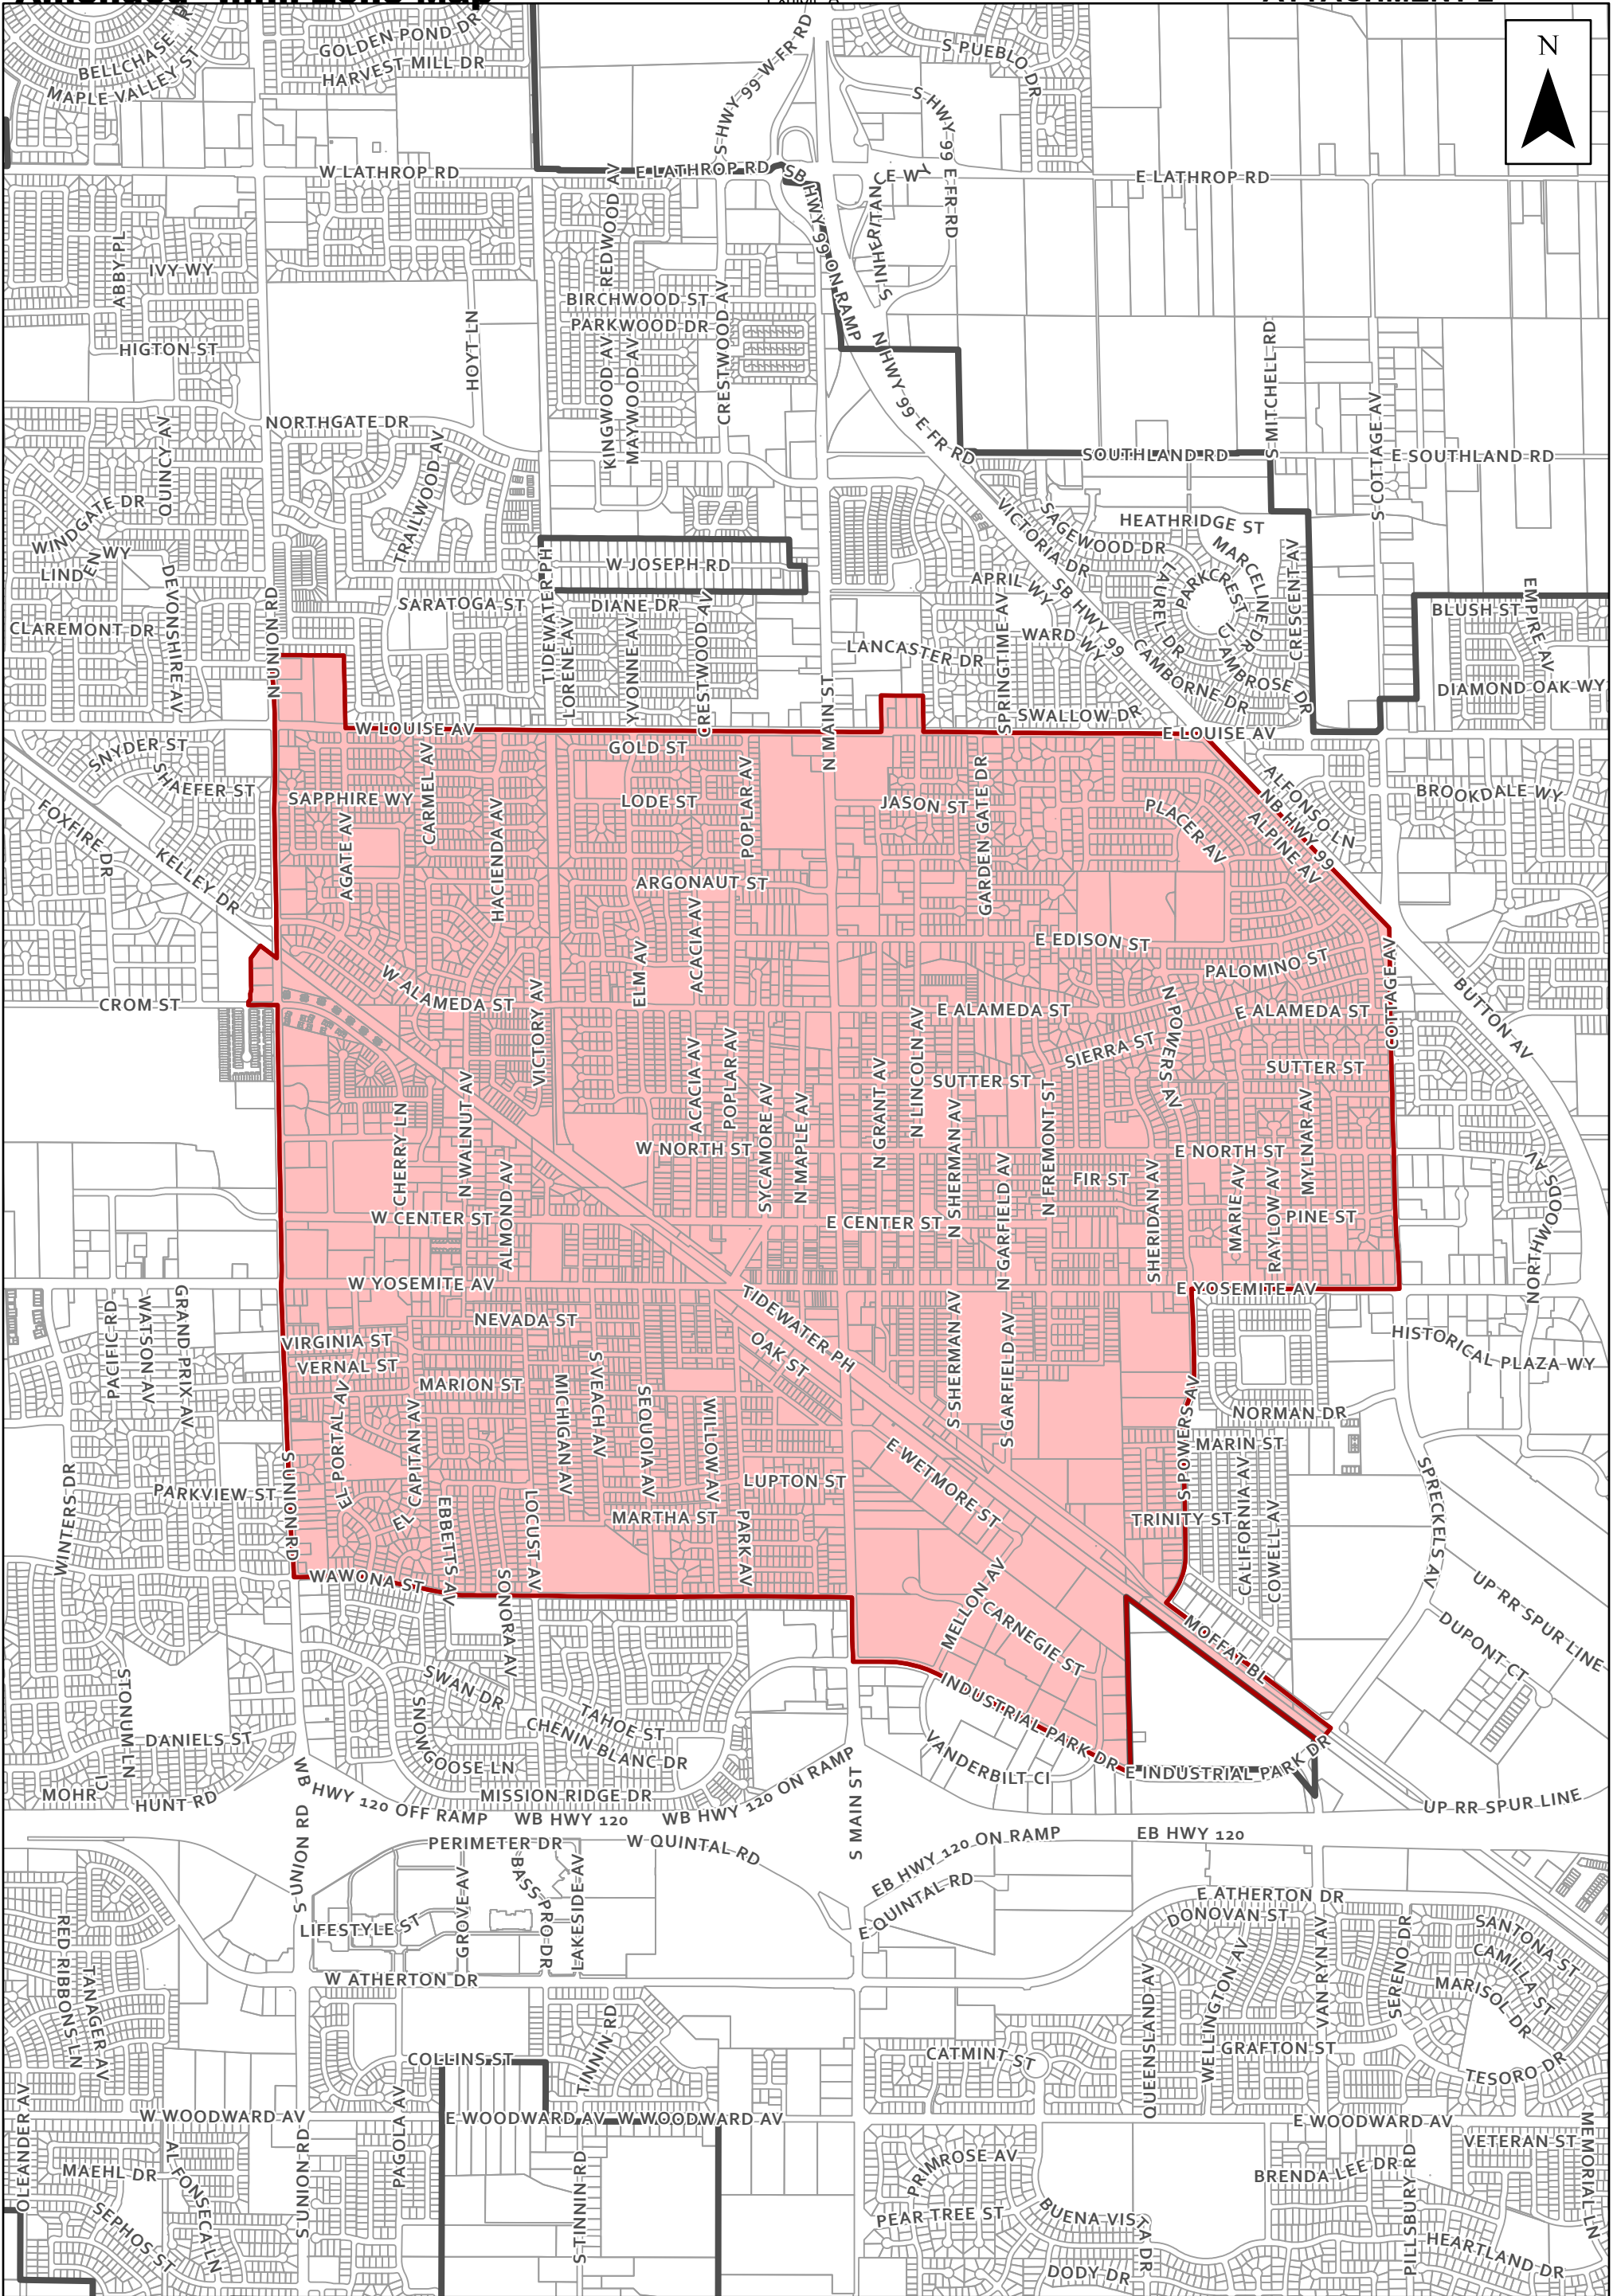 Amended Infill Zone Map
Exhibit A
ATTACHMENT 2
N
BELLCHASE DR
MAPLE VALLEY ST
GOLDEN POND DR
HARVEST MILL DR
S HWY 99 W FR RD
S PUEBLO DR
S HWY 99 E FR RD
W LATHROP RD
E LATHROP RD
E LATHROP RD
SB HWY 99 ON RAMP
S INHERITANCE WY
ABBY PL
IVY WY
HIGTON ST
HOYT LN
REDWOOD AV
BIRCHWOOD ST
PARKWOOD DR
KINGWOOD AV
MAYWOOD AV
CRESTWOOD AV
N HWY 99 E FR RD
S MITCHELL RD
S COTTAGE AV
NORTHGATE DR
QUINCY AV
TRAILWOOD AV
SOUTHLAND RD
E SOUTHLAND RD
WINDGATE DR
LINDEN WY
CLAREMONT DR
DEVONSHIRE AV
N UNION RD
SARATOGA ST
TIDEWATER PH
W JOSEPH RD
DIANE DR
LORENE AV
YVONNE AV
CRESTWOOD AV
VICTORIA DR
SAGEWOOD DR
HEATHRIDGE ST
MARCELINE DR
PARKCREST CI
LAUREL DR
CRESCENT AV
APRIL WY
SB HWY 99
SPRINGTIME AV
WARD WY
LANCASTER DR
CAMBORNE DR
CAMBROSE DR
SWALLOW DR
BLUSH ST
EMPIRE AV
DIAMOND OAK WY
N MAIN ST
W LOUISE AV
E LOUISE AV
SNYDER ST
SHAEFER ST
FOXFIRE DR
KELLEY DR
GOLD ST
SAPPHIRE WY
CARMEL AV
AGATE AV
HACIENDA AV
LODE ST
POPLAR AV
ARGONAUT ST
JASON ST
GARDEN GATE DR
PLACER AV
ALFONSO LN
NB HWY 99
ALPINE AV
BROOKDALE WY
ELM AV
ACACIA AV
E EDISON ST
PALOMINO ST
COTTAGE AV
CROM ST
W ALAMEDA ST
VICTORY AV
E ALAMEDA ST
E ALAMEDA ST
N POWERS AV
BUTTON AV
ACACIA AV
POPLAR AV
SYCAMORE AV
N MAPLE AV
N GRANT AV
N LINCOLN AV
SUTTER ST
SIERRA ST
SUTTER ST
CHERRY LN
N WALNUT AV
ALMOND AV
W NORTH ST
N SHERMAN AV
N GARFIELD AV
N FREMONT ST
FIR ST
SHERIDAN AV
E NORTH ST
MARIE AV
RAYLOW AV
MYLNAR AV
PINE ST
NORTHWOODS AV
W CENTER ST
E CENTER ST
W YOSEMITE AV
E YOSEMITE AV
PACIFIC RD
WATSON AV
GRAND PRIX AV
VIRGINIA ST
VERNAL ST
NEVADA ST
MARION ST
TIDEWATER PH
OAK ST
S SHERMAN AV
S GARFIELD AV
HISTORICAL PLAZA WY
EL PORTAL AV
EL CAPITAN AV
MICHIGAN AV
S VEACH AV
SEQUOIA AV
WILLOW AV
S POWERS AV
NORMAN DR
MARIN ST
WINTERS DR
PARKVIEW ST
S UNION RD
EBBETTS AV
LOCUST AV
MARTHA ST
LUPTON ST
PARK AV
E WETMORE ST
TRINITY ST
CALIFORNIA AV
COWELL AV
SPRECKELS AV
WAWONA ST
SONORA AV
MELLON AV
CARNEGIE ST
MOFFAT BL
UP RR SPUR LINE
DUPONT CT
STONUM LN
DANIELS ST
SWAN DR
SNOW GOOSE LN
TAHOE ST
CHENIN BLANC DR
INDUSTRIAL PARK DR
VANDERBILT CI
E INDUSTRIAL PARK DR
MOHR CI
HUNT RD
WB HWY 120 OFF RAMP
MISSION RIDGE DR
WB HWY 120
WB HWY 120 ON RAMP
UP RR SPUR LINE
S UNION RD
PERIMETER DR
W QUINTAL RD
S MAIN ST
EB HWY 120 ON RAMP
EB HWY 120
E QUINTAL RD
BASS PRO DR
GROVE AV
LAKESIDE AV
LIFESTYLE ST
E ATHERTON DR
DONOVAN ST
W ATHERTON DR
RED RIBBONS LN
TANAGER AV
TINNIN RD
QUEENSLAND AV
WELLINGTON AV
VAN RYN AV
SERENO DR
SANTONA ST
CAMILLA ST
MARISOL DR
GRAFTON ST
TESORO DR
COLLINS ST
CATMINT ST
OLEANDER AV
W WOODWARD AV
PAGOLA AV
E WOODWARD AV
W WOODWARD AV
E WOODWARD AV
MAEHL DR
AL FONSECA LN
S UNION RD
S TINNIN RD
PRIMROSE AV
PEAR TREE ST
BUENA VISTA DR
DODY DR
BRENDA LEE DR
VETERAN ST
PILLSBURY RD
MEMORIAL LN
HEARTLAND DR
SEPHOS ST